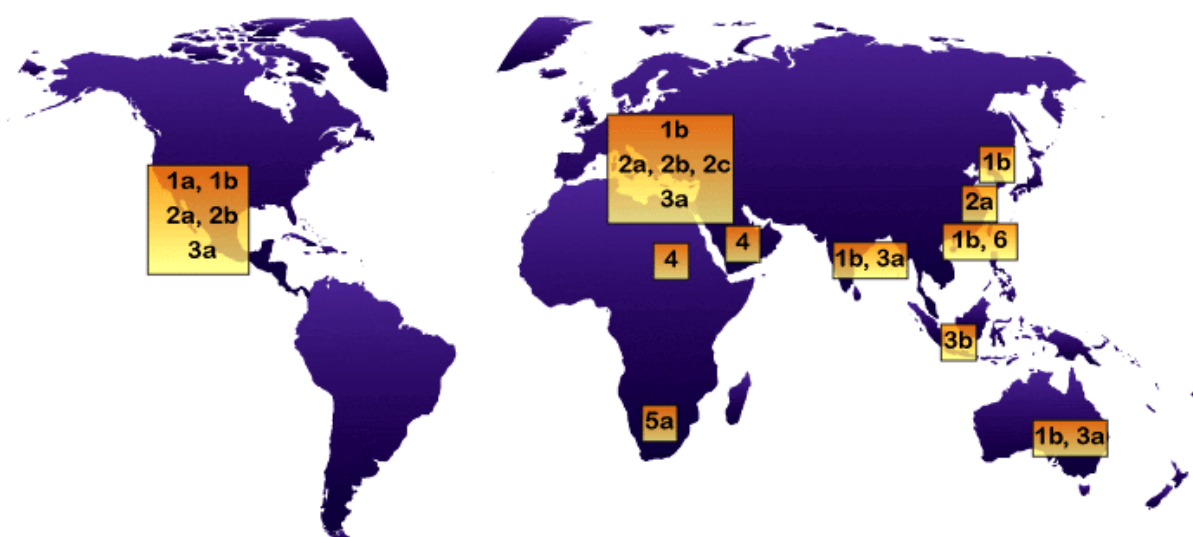 1a, 1b
2a, 2b
3a
1b
2a, 2b, 2c
3a
4
4
5a
1b
2a
1b, 6
1b, 3a
3b
1b, 3a